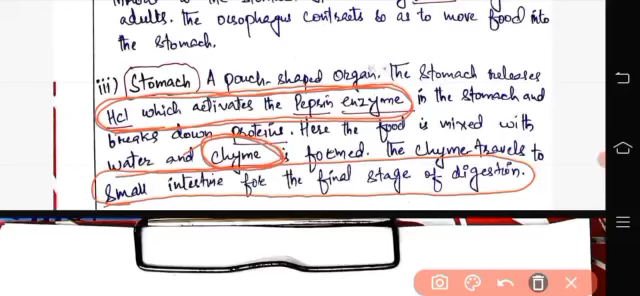 adults. The oesophagus contracts so as to move food into
the stomach.
iii) Stomach A pouch-shaped organ. The stomach releases
HCl which activates the Pepsin enzyme in the stomach and
breaks down proteins. Here the food is mixed with
water and chyme is formed. The chyme travels to
small intestine for the final stage of digestion.